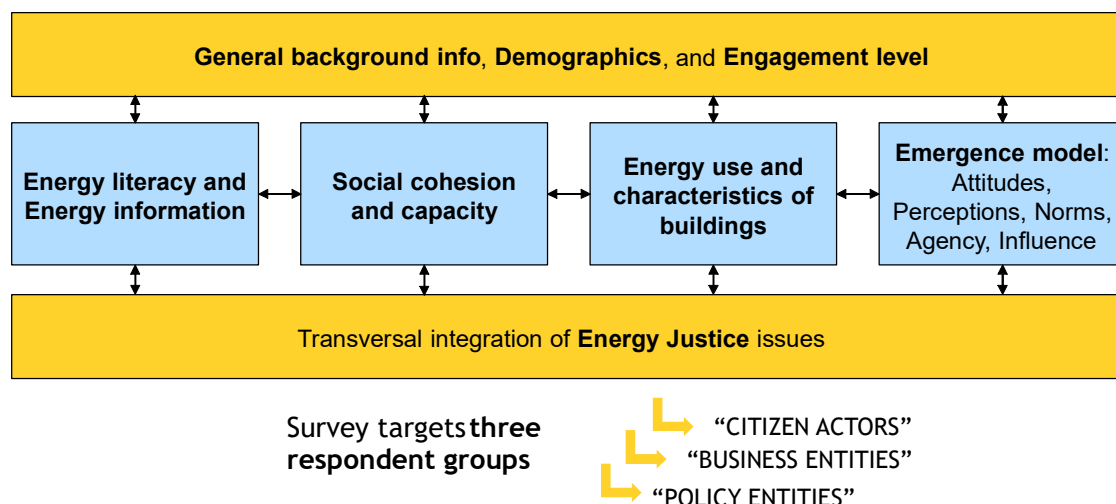 General background info, Demographics, and Engagement level
Energy literacy and
Energy information
Social cohesion
and capacity
Energy use and
characteristics of
buildings
Emergence model:
Attitudes,
Perceptions, Norms,
Agency, Influence
Transversal integration of Energy Justice issues
Survey targets three
respondent groups
“CITIZEN ACTORS”
“BUSINESS ENTITIES”
“POLICY ENTITIES”